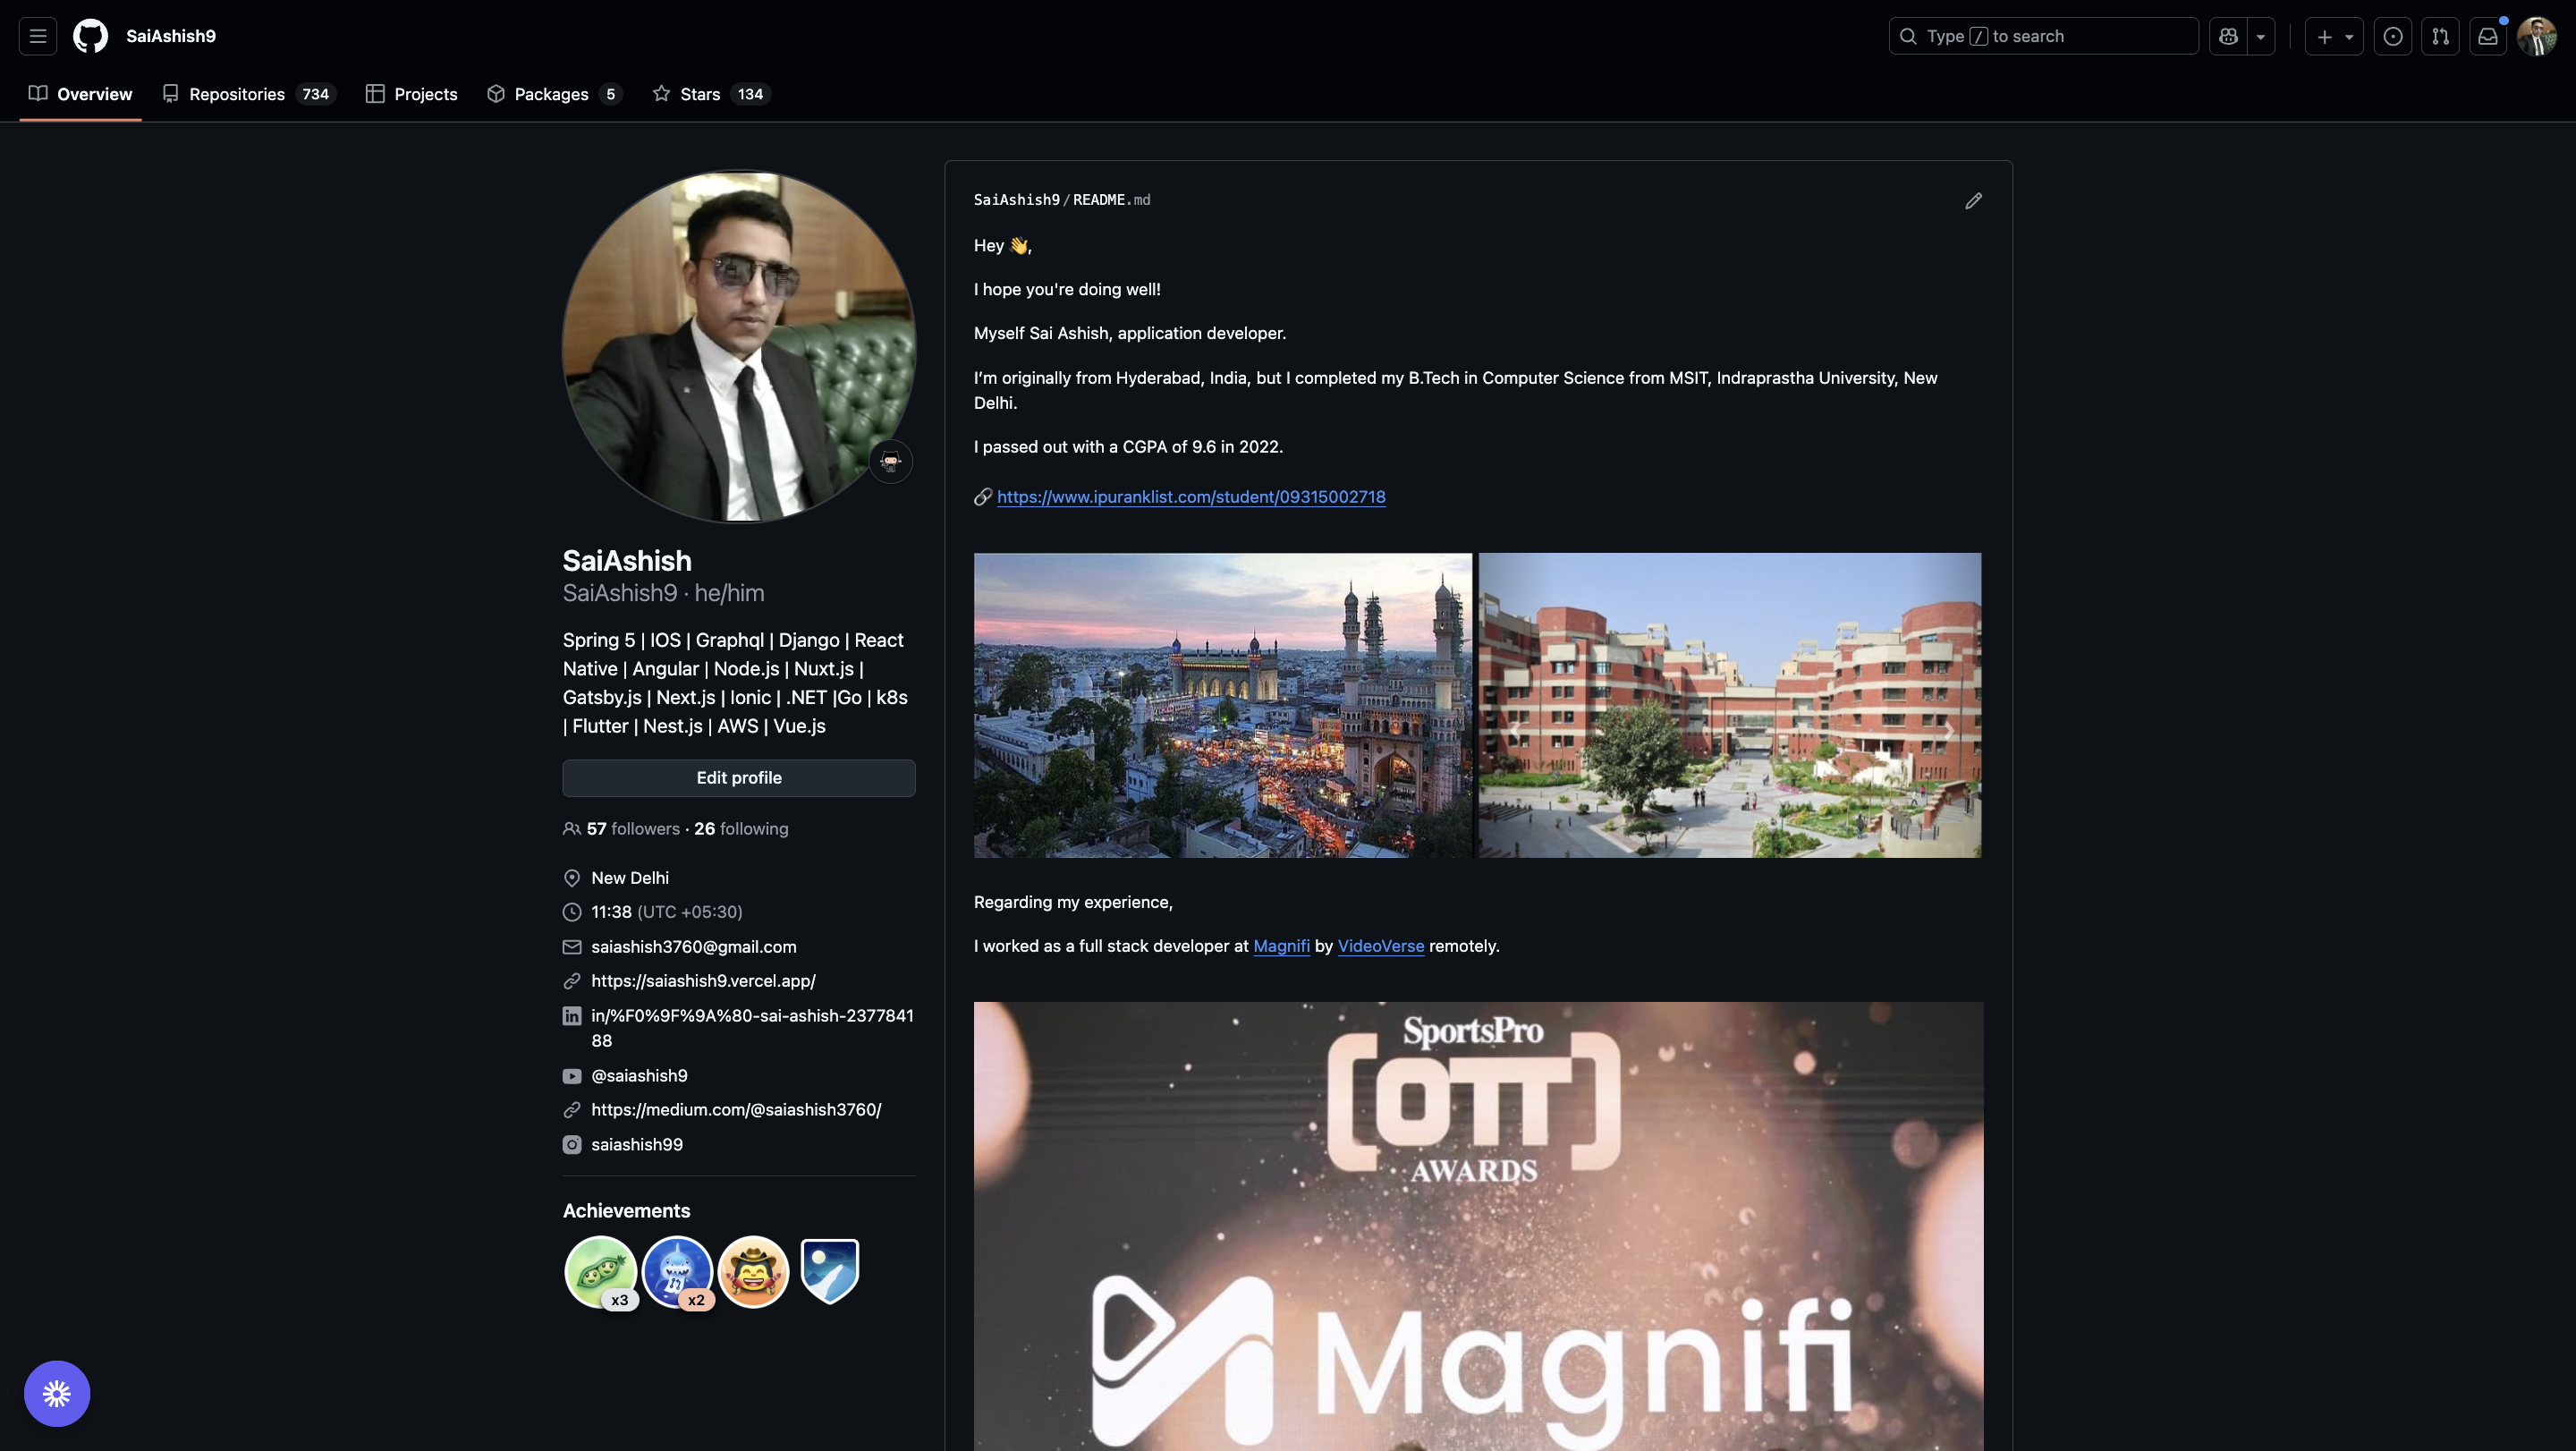 SaiAshish9
Type / to search
Overview
Repositories 734
Projects
Packages 5
Stars 134
SaiAshish
SaiAshish9 · he/him
Spring 5 | IOS | Graphql | Django | React
Native | Angular | Node.js | Nuxt.js |
Gatsby.js | Next.js | Ionic | .NET |Go | k8s
| Flutter | Nest.js | AWS | Vue.js
Edit profile
57 followers · 26 following
New Delhi
11:38 (UTC +05:30)
saiashish3760@gmail.com
https://saiashish9.vercel.app/
in/%F0%9F%9A%80-sai-ashish-2377841
88
@saiashish9
https://medium.com/@saiashish3760/
saiashish99
Achievements
x3
x2
SaiAshish9/README.md
Hey 👋,
I hope you're doing well!
Myself Sai Ashish, application developer.
I’m originally from Hyderabad, India, but I completed my B.Tech in Computer Science from MSIT, Indraprastha University, New
Delhi.
I passed out with a CGPA of 9.6 in 2022.
🔗 https://www.ipuranklist.com/student/09315002718
Regarding my experience,
I worked as a full stack developer at Magnifi by VideoVerse remotely.
SportsPro
OTT
AWARDS
Magnifi